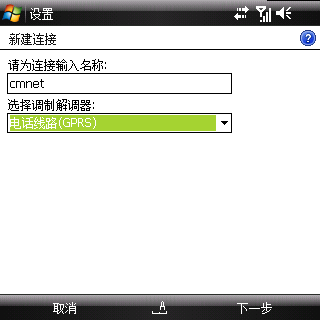 设置
新建连接
请为连接输入名称:
cmnet
选择调制解调器:
电话线路(GPRS)
取消
下一步